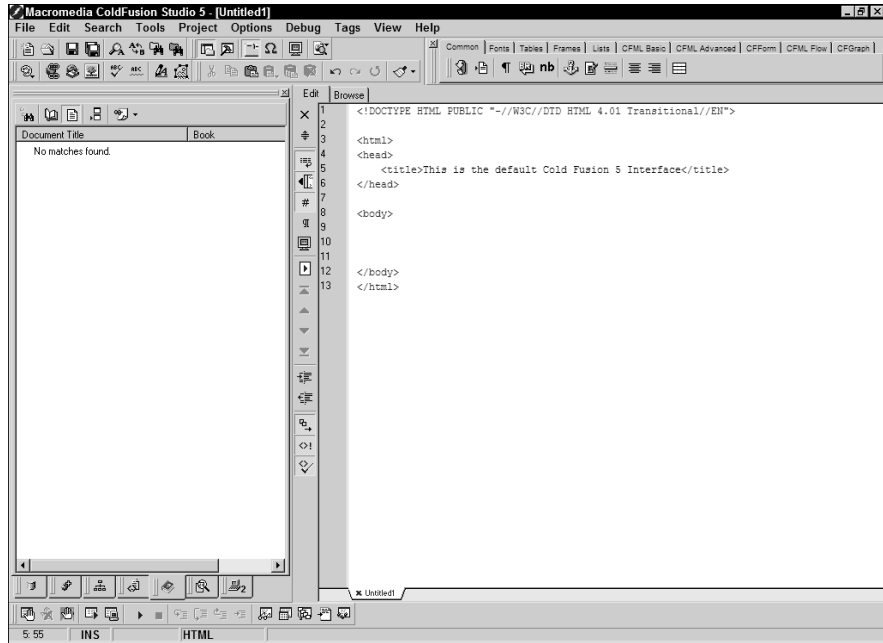 Macromedia ColdFusion Studio 5 - [Untitled1]
File Edit Search Tools Project Options Debug Tags View Help
Common Fonts Tables Frames Lists CFML Basic CFML Advanced CFForm CFML Flow CFGraph
nb
Edit Browse
Document Title Book
No matches found.
1 <!DOCTYPE HTML PUBLIC "-//W3C//DTD HTML 4.01 Transitional//EN">
2
3 <html>
4 <head>
5 <title>This is the default Cold Fusion 5 Interface</title>
6 </head>
7
8 <body>
9
10
11
12 </body>
13 </html>
Untitled1
5: 55 INS HTML